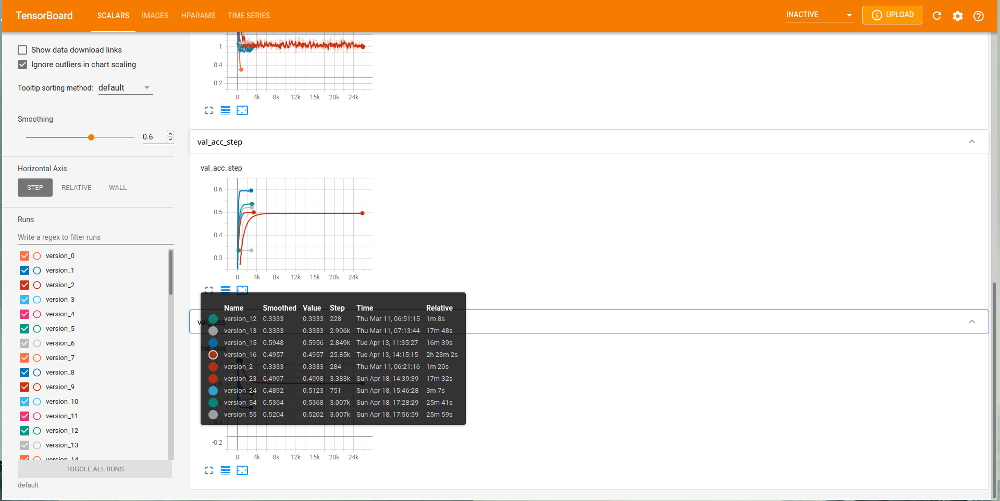 TensorBoard SCALARS IMAGES HPARAMS TIME SERIES INACTIVE UPLOAD
Show data download links
Ignore outliers in chart scaling
Tooltip sorting method: default
Smoothing
0.6
Horizontal Axis
STEP RELATIVE WALL
Runs
Write a regex to filter runs
version_0
version_1
version_2
version_3
version_4
version_5
version_6
version_7
version_8
version_9
version_10
version_11
version_12
version_13
version_14
TOGGLE ALL RUNS
default
1
0.4
-0.2
0 4k 8k 12k 16k 20k 24k
val_acc_step
val_acc_step
0.6
0.5
0.4
0.3
0 4k 8k 12k 16k 20k 24k
val_loss
val_loss
Name Smoothed Value Step Time Relative
version_12 0.3333 0.3333 228 Thu Mar 11, 06:51:15 1m 8s
version_13 0.3333 0.3333 2.906k Thu Mar 11, 07:13:44 17m 48s
version_15 0.5948 0.5956 2.849k Tue Apr 13, 11:35:27 16m 39s
version_16 0.4957 0.4957 25.85k Tue Apr 13, 14:15:15 2h 23m 2s
version_2 0.3333 0.3333 284 Thu Mar 11, 06:21:16 1m 20s
version_23 0.4997 0.4998 3.383k Sun Apr 18, 14:39:39 17m 32s
version_24 0.4892 0.5123 751 Sun Apr 18, 15:46:28 3m 7s
version_54 0.5364 0.5368 3.007k Sun Apr 18, 17:28:29 25m 41s
version_55 0.5204 0.5202 3.007k Sun Apr 18, 17:56:59 25m 59s
0.4
-0.2
0 4k 8k 12k 16k 20k 24k